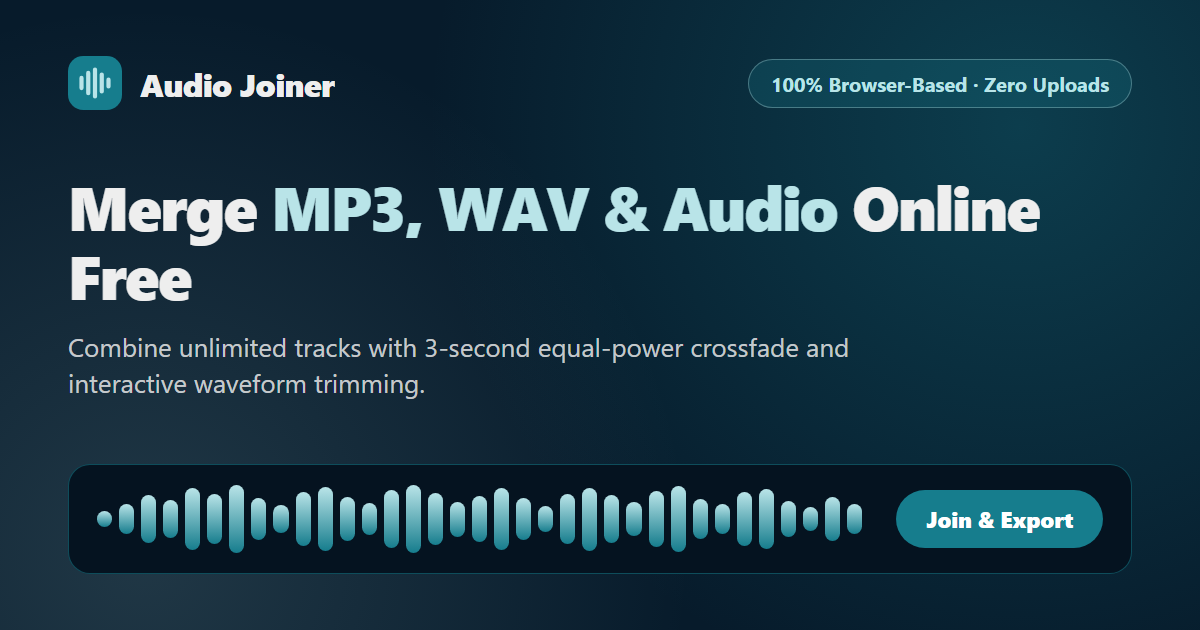 Audio Joiner
100% Browser-Based · Zero Uploads
Merge MP3, WAV & Audio Online
Free
Combine unlimited tracks with 3-second equal-power crossfade and
interactive waveform trimming.
Join & Export